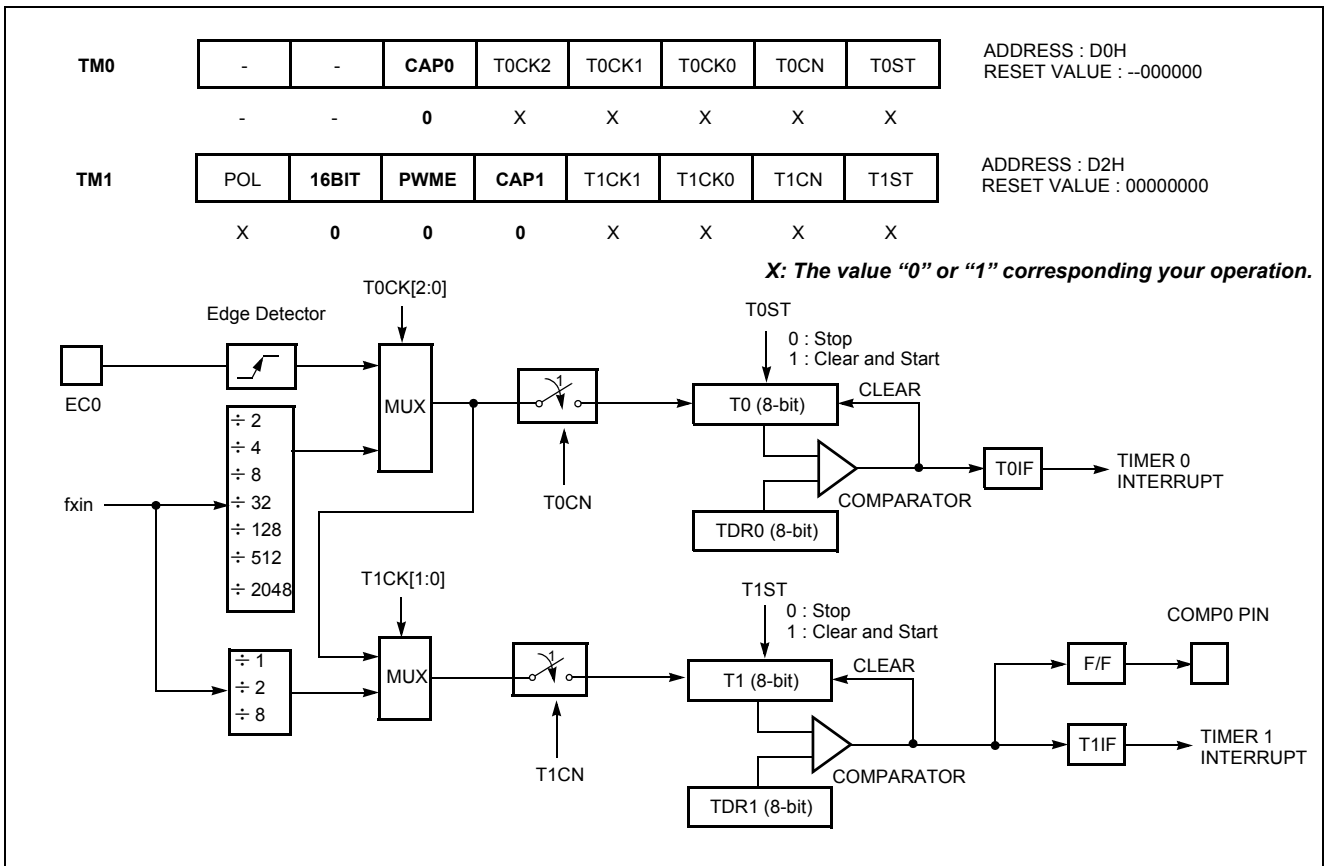 TM0 - - CAP0 T0CK2 T0CK1 T0CK0 T0CN T0ST ADDRESS : D0H
RESET VALUE : --000000
- - 0 X X X X X
TM1 POL 16BIT PWME CAP1 T1CK1 T1CK0 T1CN T1ST ADDRESS : D2H
RESET VALUE : 00000000
X 0 0 0 X X X X
X: The value “0” or “1” corresponding your operation.
T0CK[2:0]
Edge Detector
T0ST
0 : Stop
1 : Clear and Start
EC0
MUX
1
T0 (8-bit)
CLEAR
÷ 2
÷ 4
÷ 8
÷ 32
÷ 128
÷ 512
÷ 2048
fxin
T0CN
COMPARATOR
T0IF
TIMER 0
INTERRUPT
TDR0 (8-bit)
T1CK[1:0]
T1ST
0 : Stop
1 : Clear and Start
COMP0 PIN
÷ 1
÷ 2
÷ 8
MUX
1
T1 (8-bit)
CLEAR
F/F
T1CN
COMPARATOR
T1IF
TIMER 1
INTERRUPT
TDR1 (8-bit)